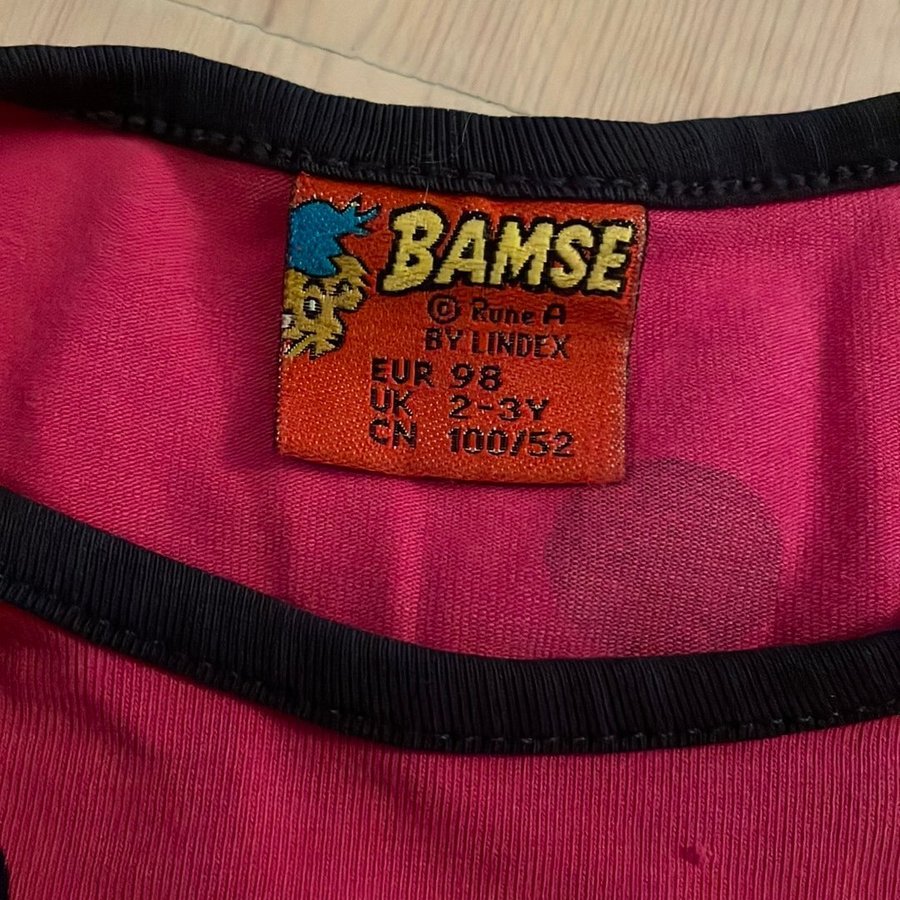 BAMSE
© Rune A
BY LINDEX
EUR 98
UK 2-3Y
CN 100/52